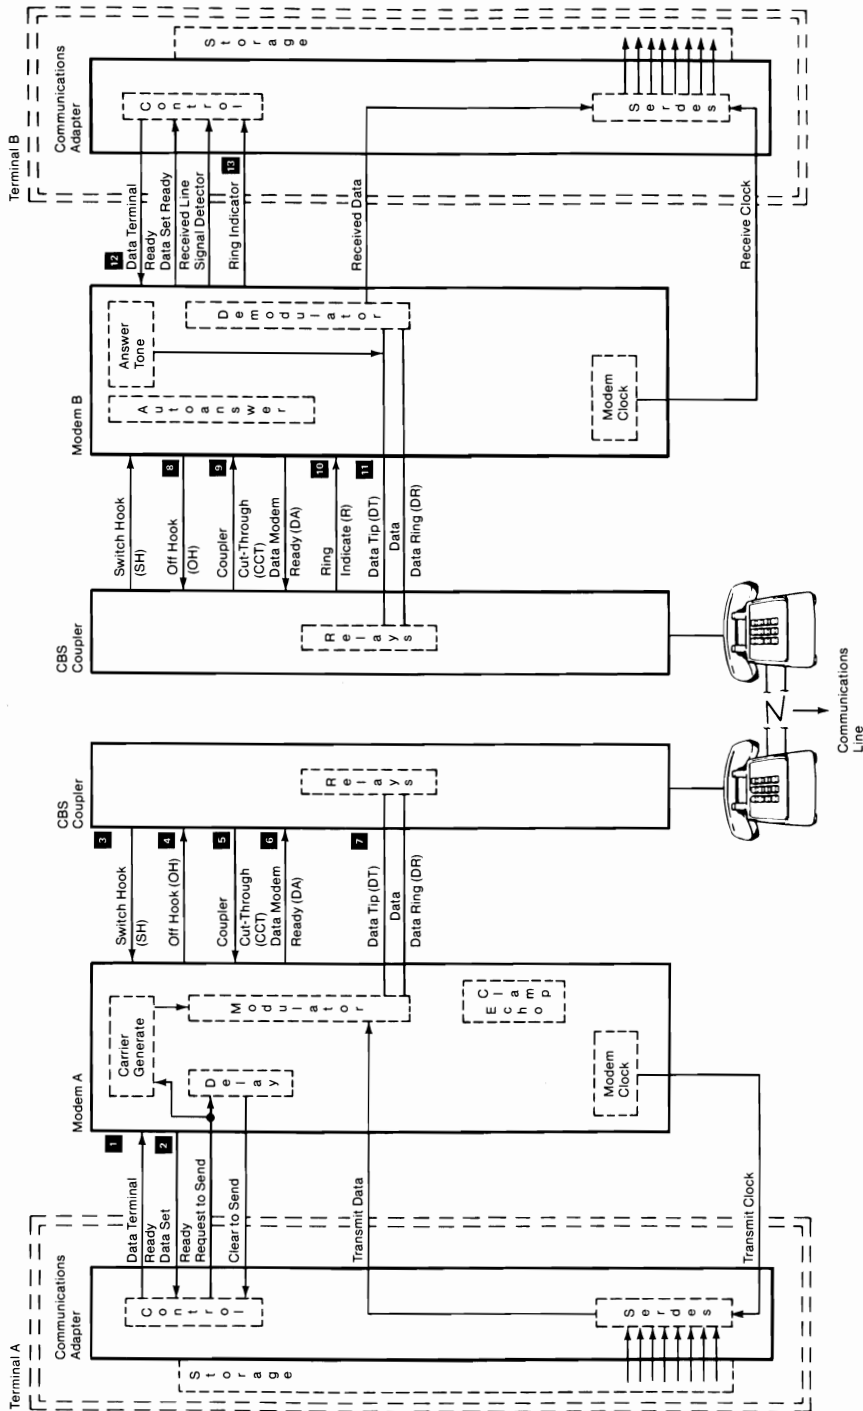 Terminal A
Communications
Adapter
Storage
Control
Serdes
1
Data Terminal
Ready
2
Data Set
Ready
Request to Send
Clear to Send
Transmit Data
Transmit Clock
Modem A
Carrier
Generate
Delay
Modulator
Echo
Clamp
Modem
Clock
3
Switch Hook
(SH)
4
Off Hook (OH)
5
Coupler
Cut-Through
(CCT)
6
Data Modem
Ready (DA)
7
Data Tip (DT)
Data
Data Ring (DR)
CBS
Coupler
Relays
Communications
Line
CBS
Coupler
Relays
Switch Hook
(SH)
8
Off Hook
(OH)
9
Coupler
Cut-Through
(CCT)
Data Modem
Ready (DA)
10
Ring
Indicate (R)
11
Data Tip (DT)
Data
Data Ring (DR)
Modem B
Autoanswer
Answer
Tone
Demodulator
Modem
Clock
12
Data Terminal
Ready
Data Set Ready
Received Line
Signal Detector
13
Ring Indicator
Received Data
Receive Clock
Terminal B
Communications
Adapter
Control
Serdes
Storage